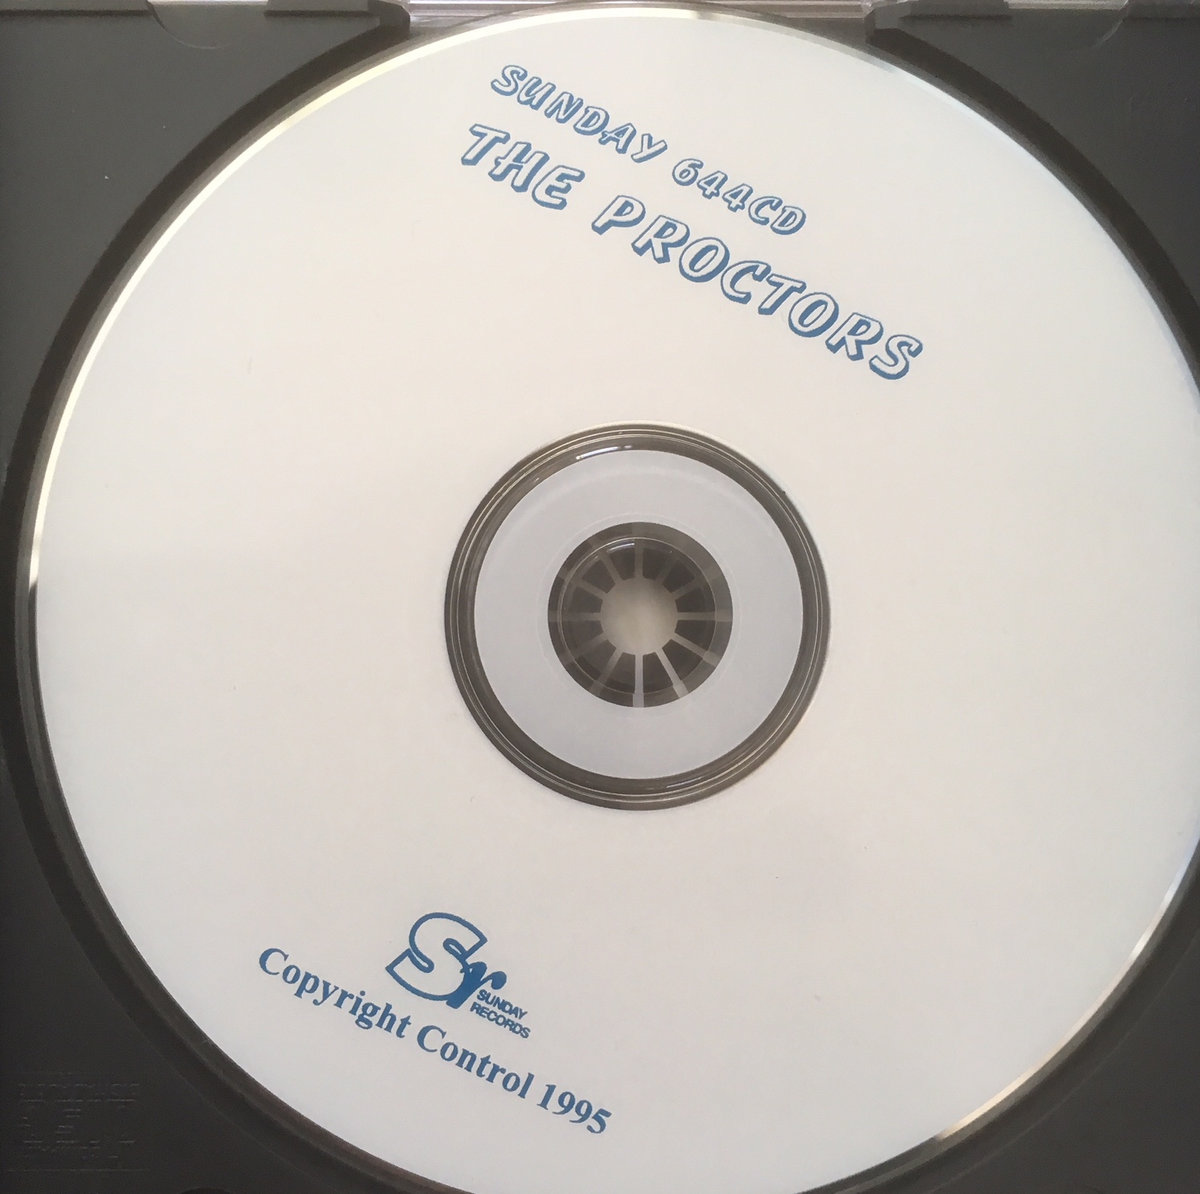 SUNDAY 644CD
THE PROCTORS
Sr
SUNDAY
RECORDS
Copyright Control 1995